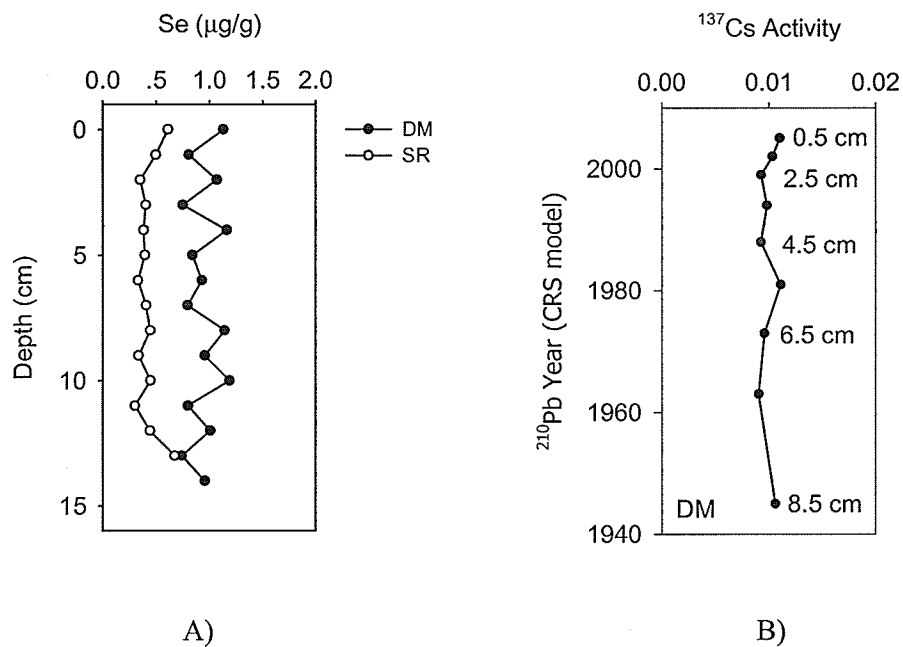 Se (µg/g)
0.0 .5 1.0 1.5 2.0
0
5
10
15
Depth (cm)
DM
SR
A)
¹³⁷Cs Activity
0.00 0.01 0.02
2000
1980
1960
1940
²¹⁰Pb Year (CRS model)
0.5 cm
2.5 cm
4.5 cm
6.5 cm
8.5 cm
DM
B)